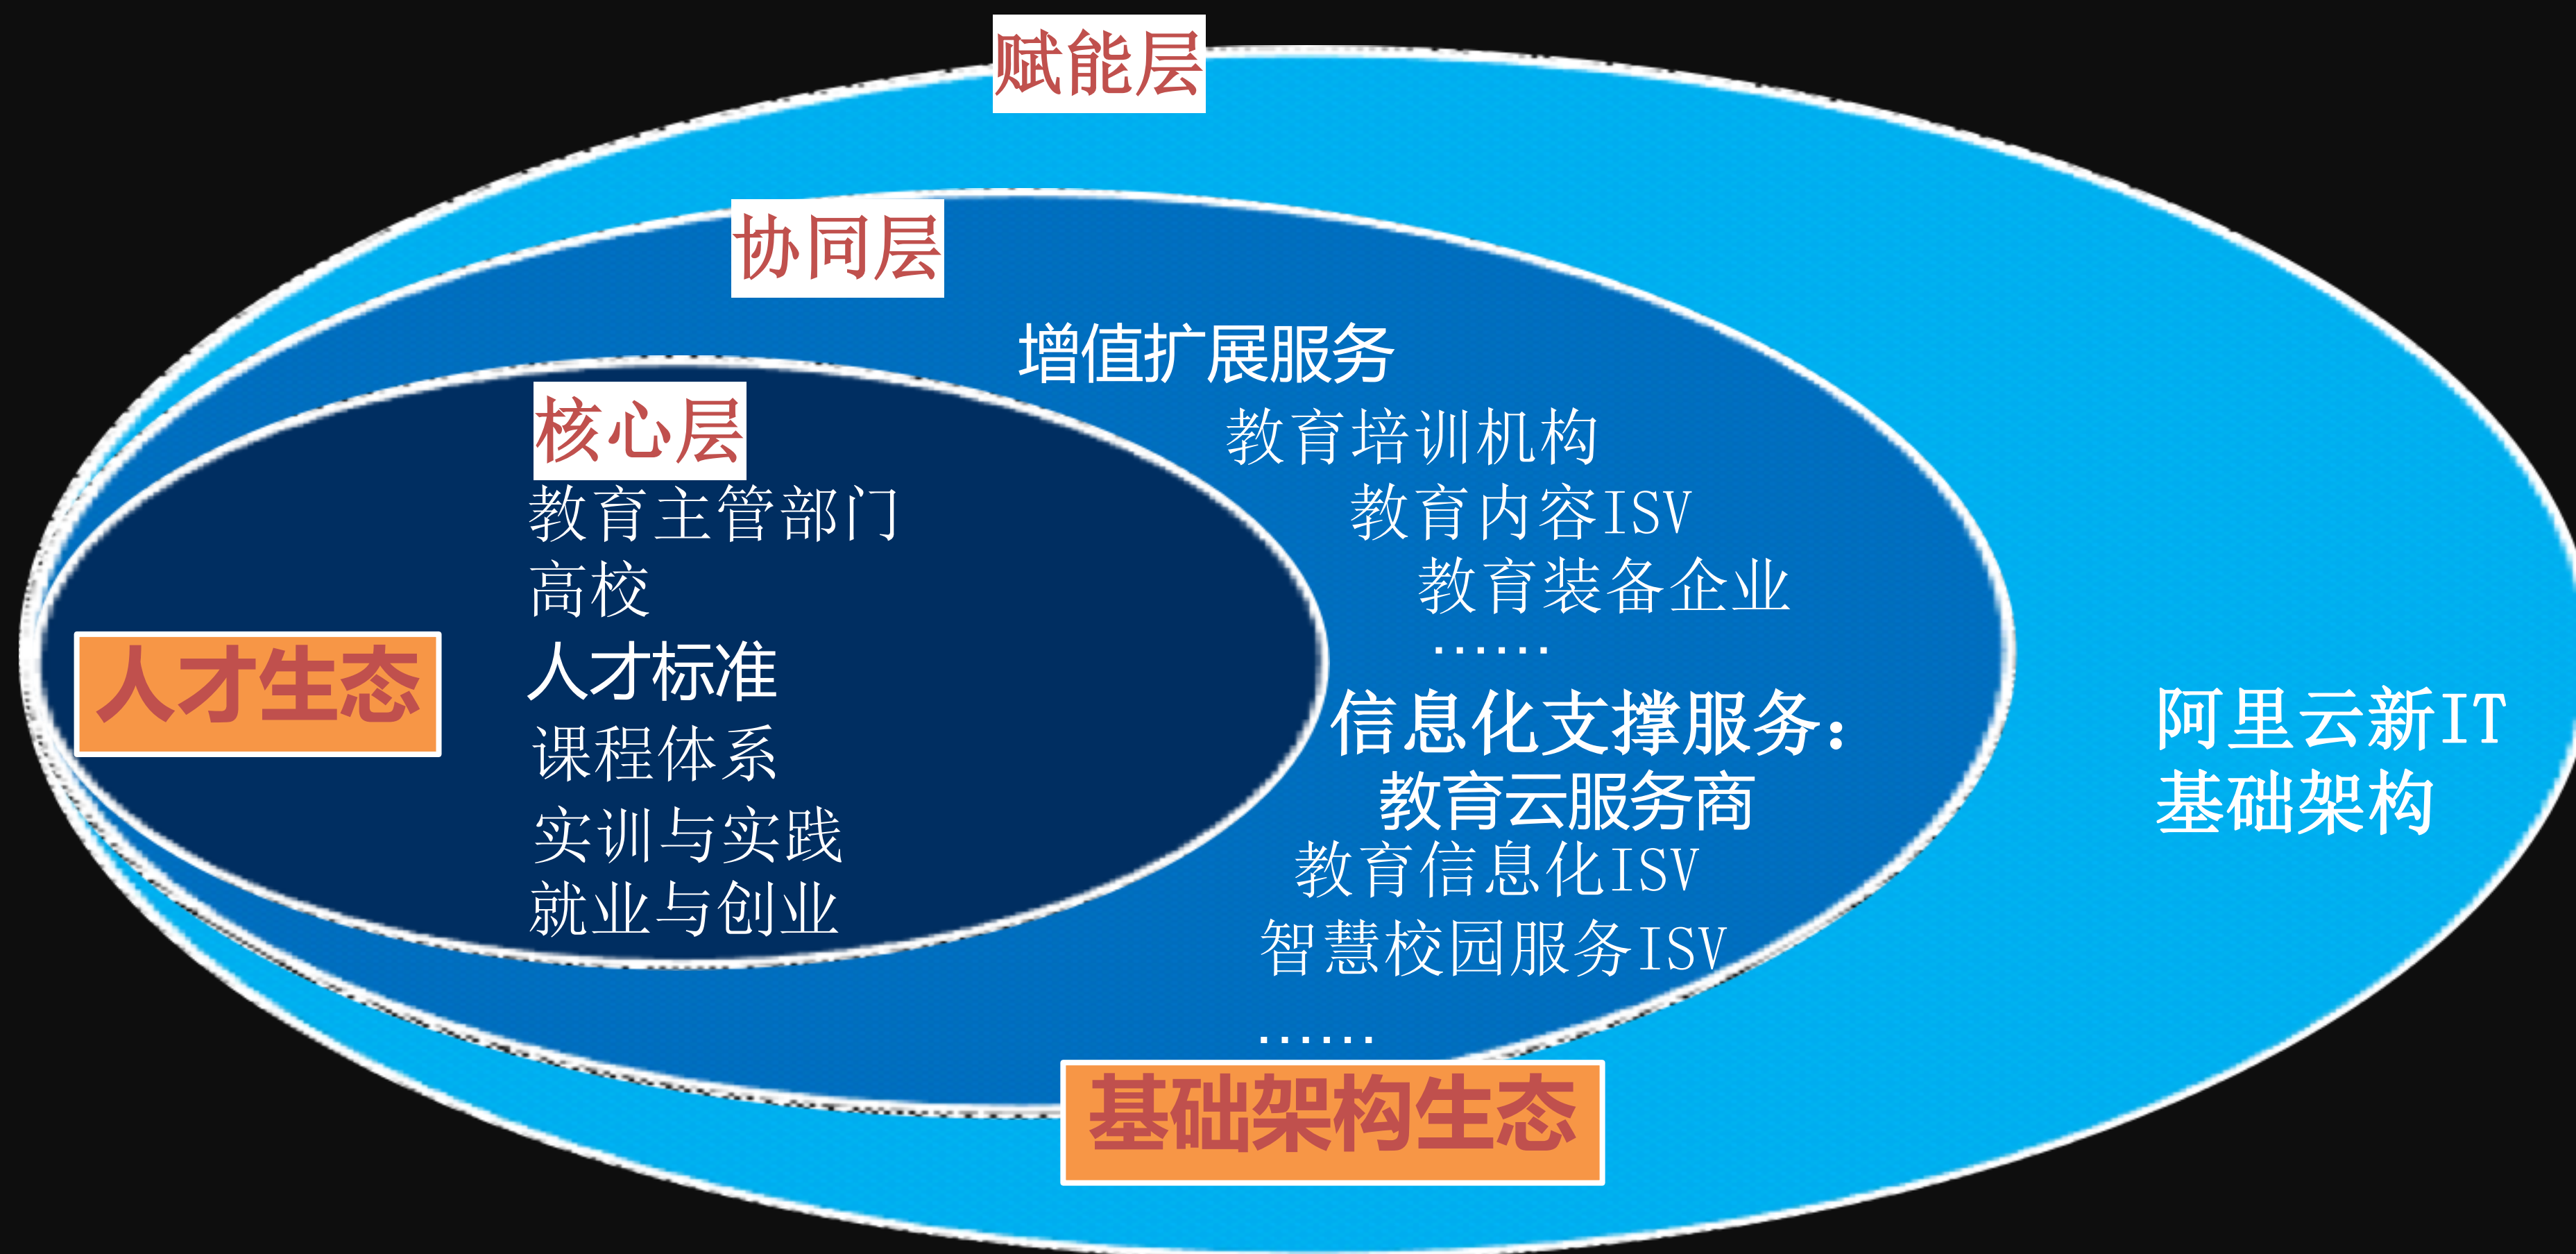 赋能层
协同层
增值扩展服务
教育培训机构
教育内容ISV
教育装备企业
......
信息化支撑服务：
教育云服务商
教育信息化ISV
智慧校园服务ISV
......
核心层
教育主管部门
高校
人才标准
课程体系
实训与实践
就业与创业
人才生态
阿里云新IT
基础架构
基础架构生态